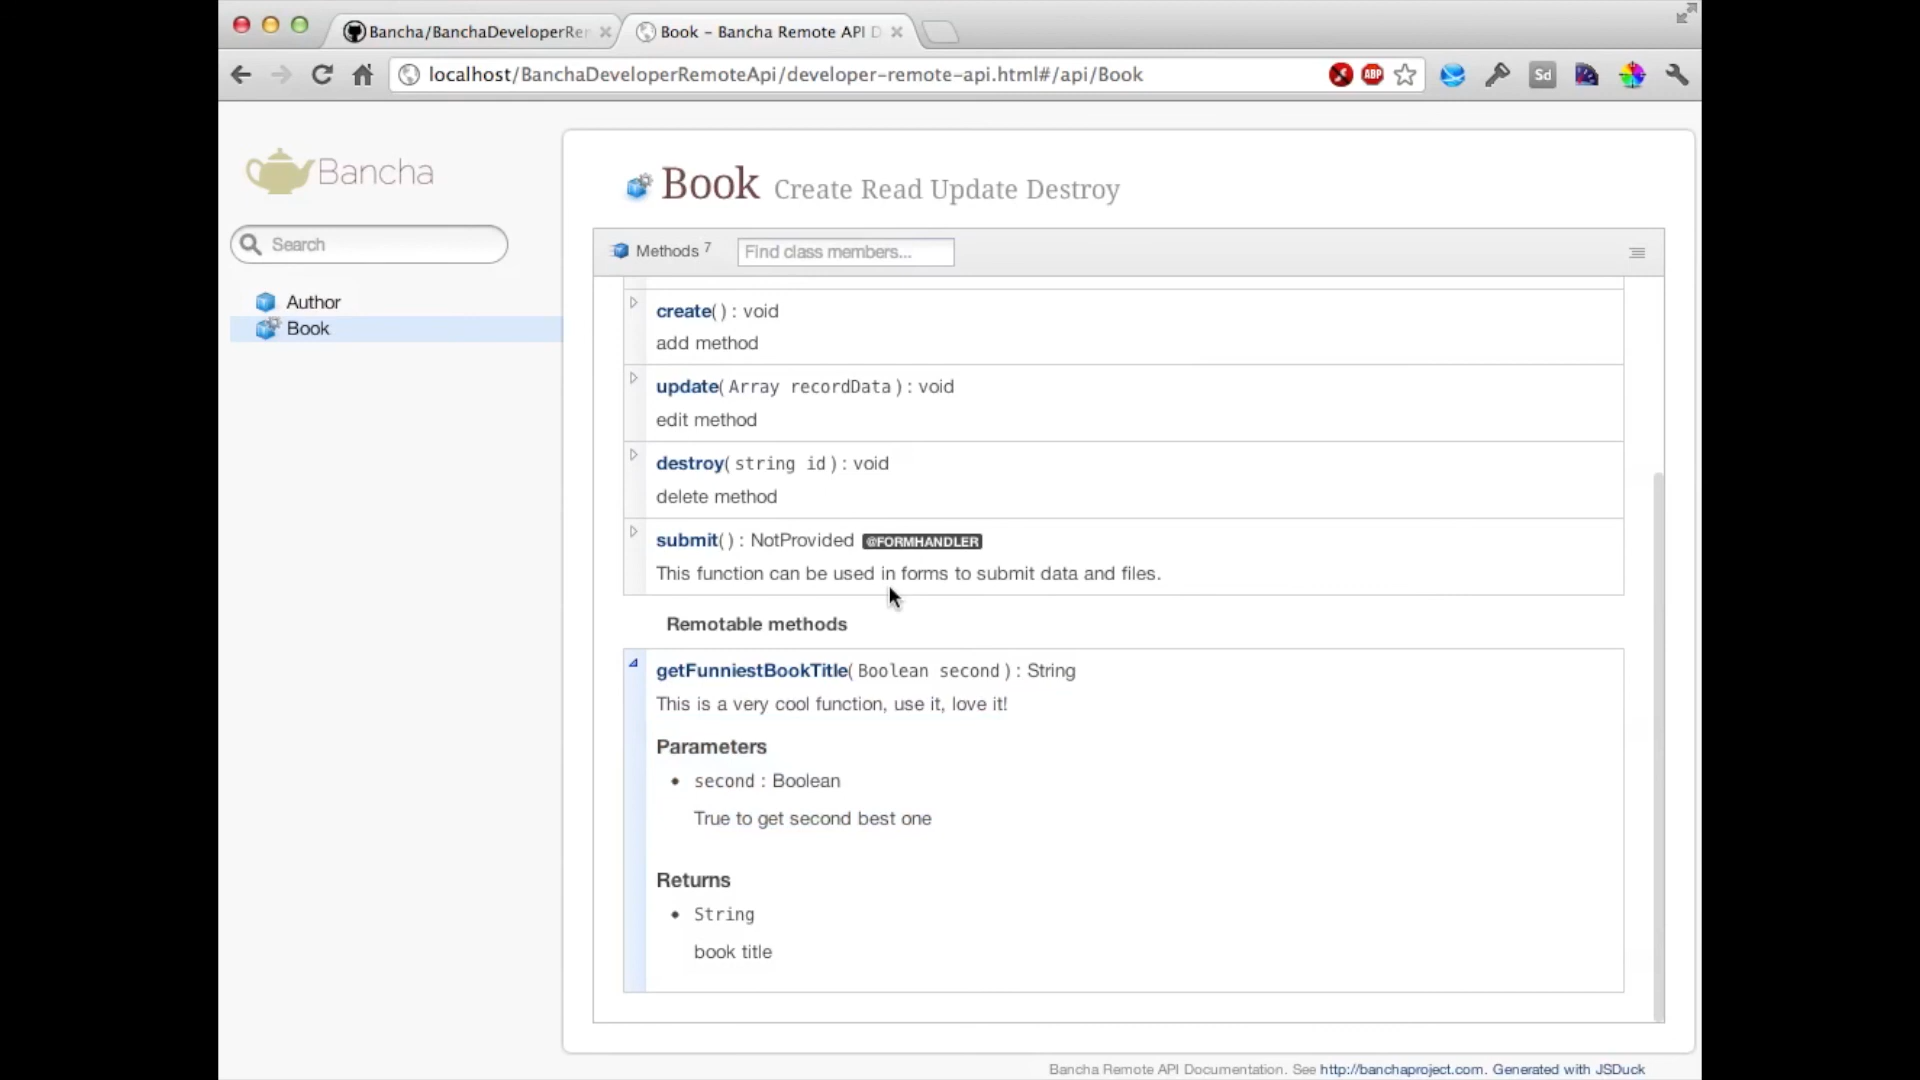 Bancha/BanchaDeveloperRe
Book - Bancha Remote API D
localhost/BanchaDeveloperRemoteApi/developer-remote-api.html#/api/Book
ABP
Sd
Bancha
Search
Author
Book
Book Create Read Update Destroy
Methods 7
Find class members...
create() : void
add method
update( Array recordData ) : void
edit method
destroy( string id ) : void
delete method
submit() : NotProvided @FORMHANDLER
This function can be used in forms to submit data and files.
Remotable methods
getFunniestBookTitle( Boolean second ) : String
This is a very cool function, use it, love it!
Parameters
• second : Boolean
True to get second best one
Returns
• String
book title
Bancha Remote API Documentation. See http://banchaproject.com. Generated with JSDuck